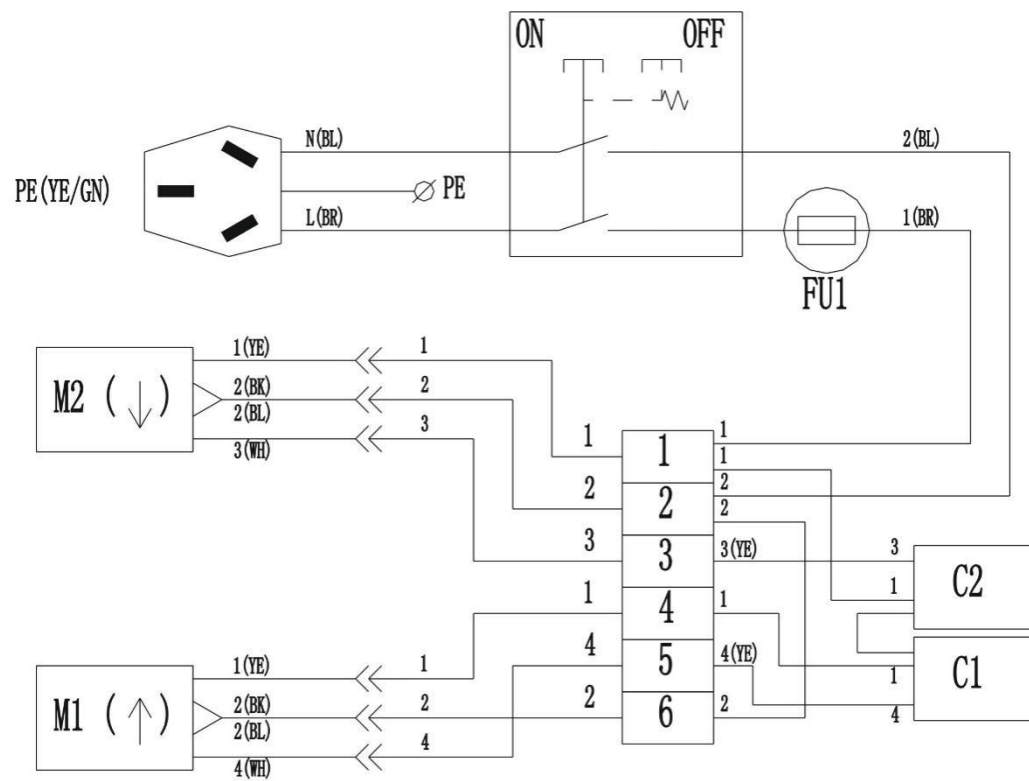 ON OFF
N(BL) 2(BL)
PE(YE/GN) PE
L(BR) 1(BR)
FU1
1(YE) 1
M2 (↓) 2(BK) 2
2(BL)
3(WH) 3
1 1 1
1
2 2 2
2
3 3 3(YE) 3
1 C2
1 4 1
4 5 4(YE) 1 C1
4
2 6 2
1(YE) 1
M1 (↑) 2(BK) 2
2(BL)
4(WH) 4